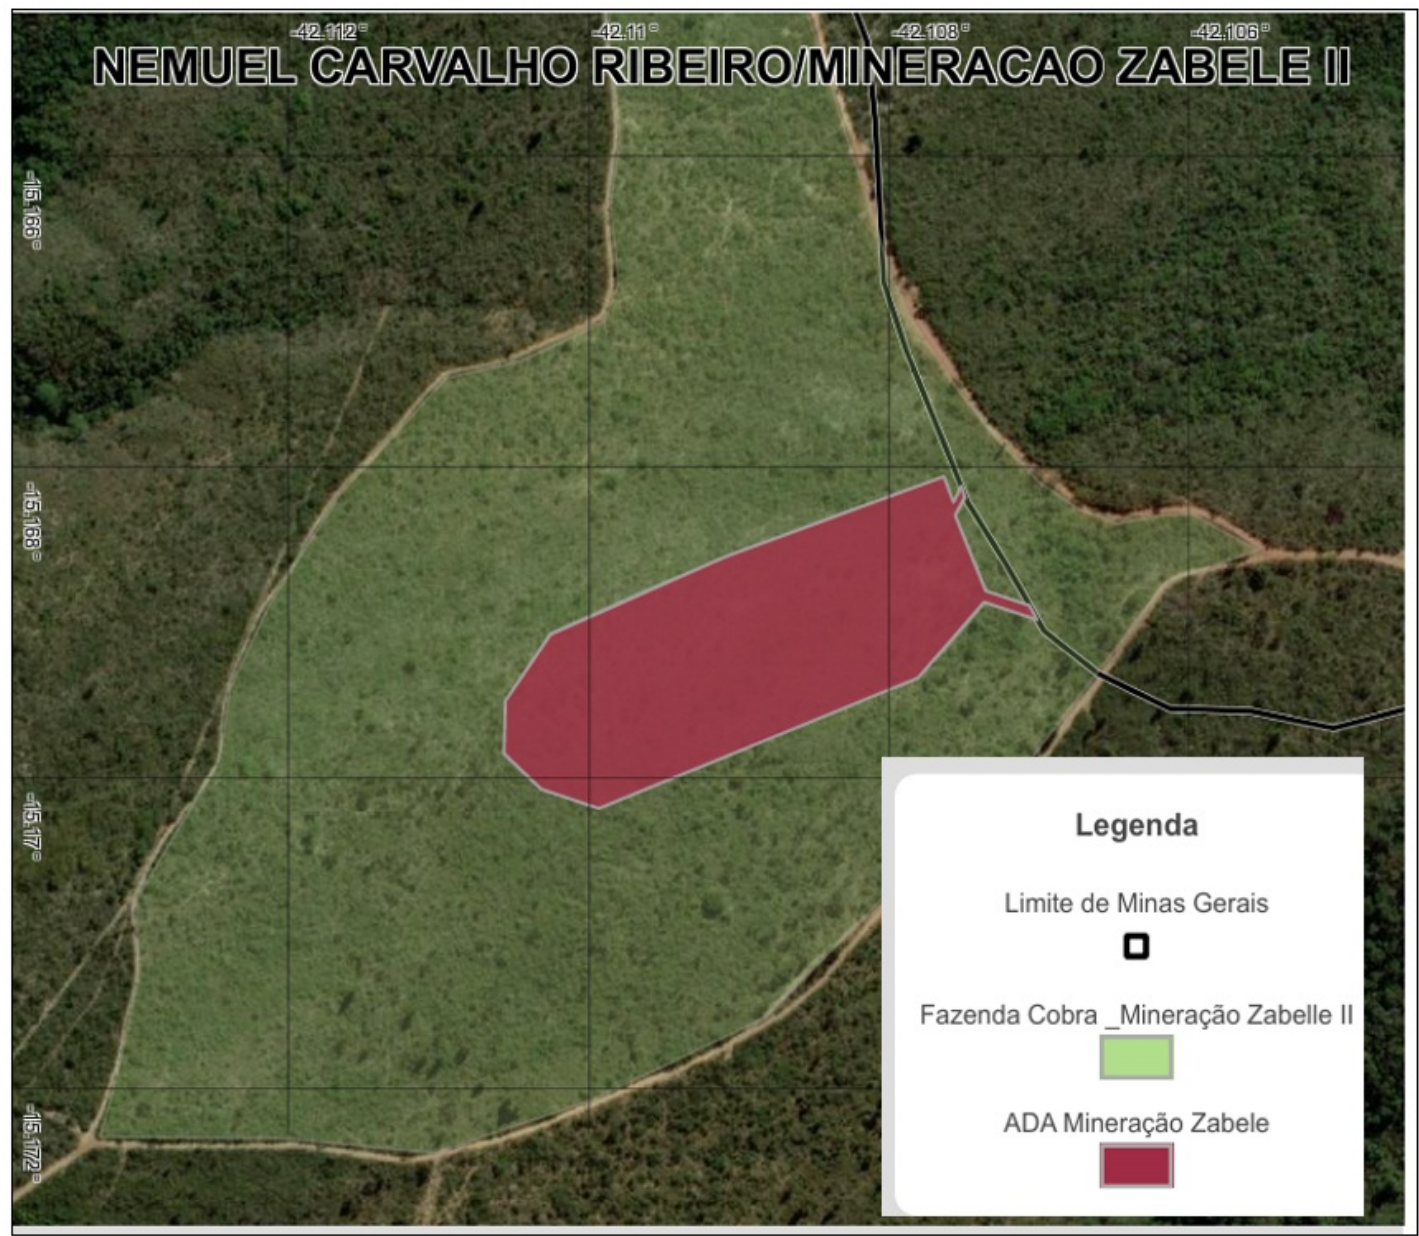 -42.112 °
-42.11 °
-42.108 °
-42.106 °
NEMUEL CARVALHO RIBEIRO/MINERACAO ZABELE II
-15.166 °
-15.168 °
-15.17 °
-15.172 °
Legenda
Limite de Minas Gerais
Fazenda Cobra _Mineração Zabelle II
ADA Mineração Zabele